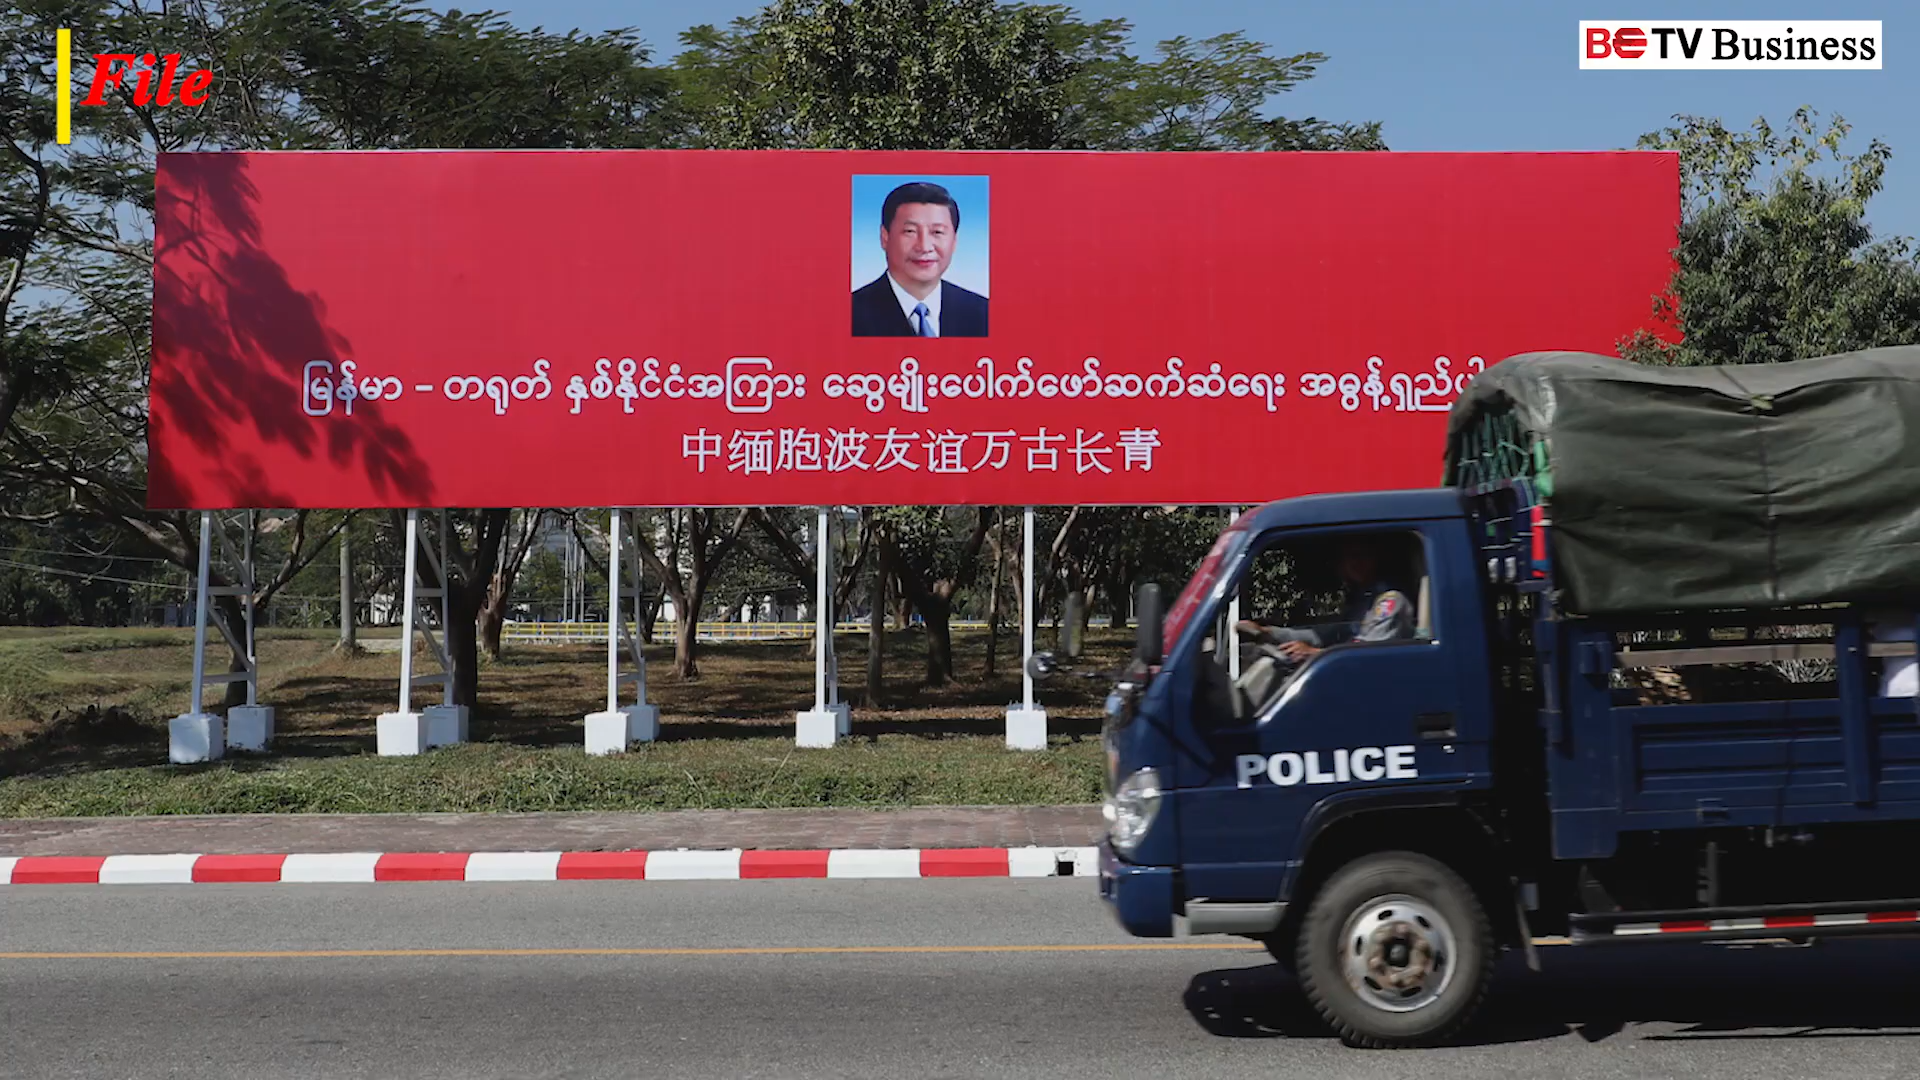 File
BETV Business
မြန်မာ – တရုတ် နှစ်နိုင်ငံအကြား ဆွေမျိုးပေါက်ဖော်ဆက်ဆံရေး အဓွန့်ရှည်ပါ
中缅胞波友谊万古长青
POLICE